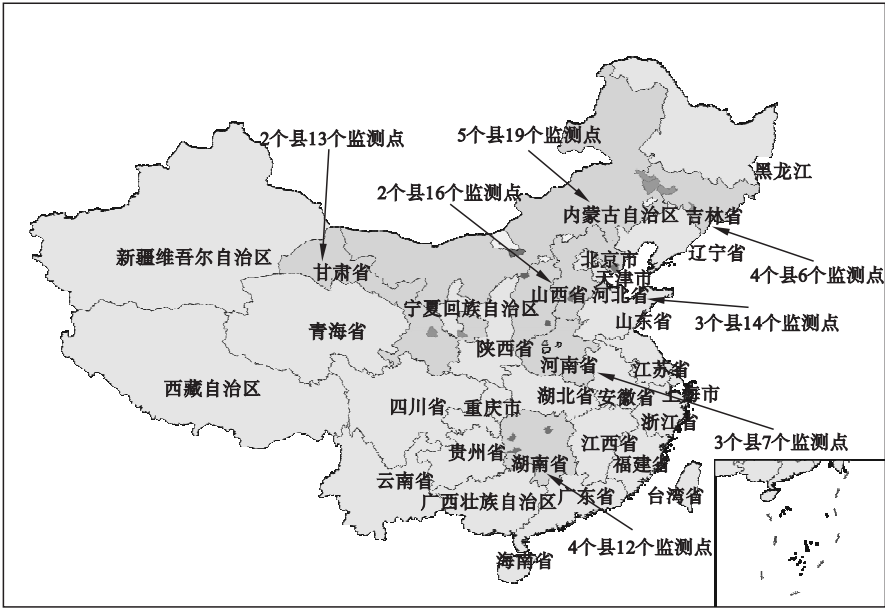 2个县13个监测点
5个县19个监测点
黑龙江
2个县16个监测点
内蒙古自治区
吉林省
新疆维吾尔自治区
北京市
辽宁省
甘肃省
天津市
4个县6个监测点
山西省
河北省
宁夏回族自治区
3个县14个监测点
青海省
山东省
陕西省
河南省
江苏省
西藏自治区
湖北省
安徽省
上海市
四川省
重庆市
浙江省
3个县7个监测点
江西省
贵州省
湖南省
福建省
云南省
广西壮族自治区
广东省
台湾省
4个县12个监测点
海南省